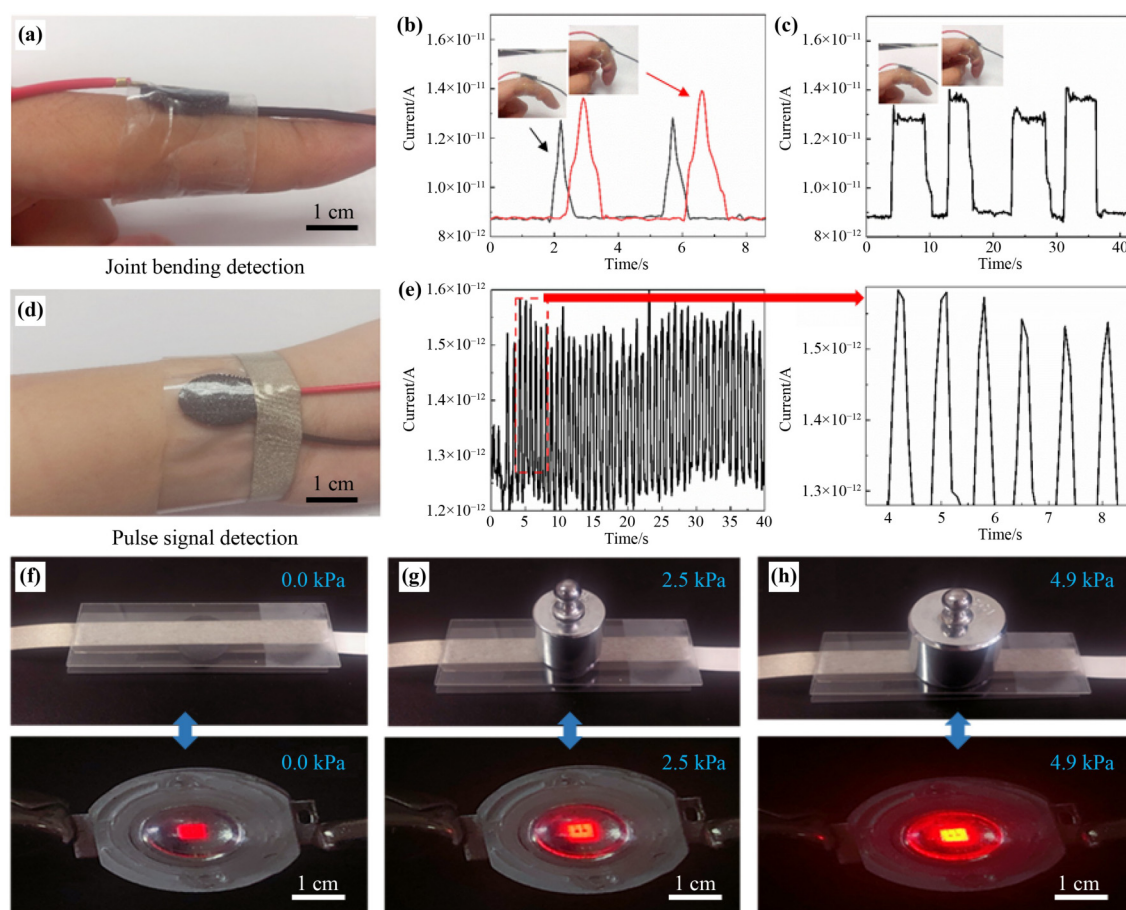 (a)
1 cm
Joint bending detection
(b)
Current/A
1.6×10⁻¹¹
1.4×10⁻¹¹
1.2×10⁻¹¹
1.0×10⁻¹¹
8×10⁻¹²
0 2 4 6 8
Time/s
(c)
Current/A
1.6×10⁻¹¹
1.4×10⁻¹¹
1.2×10⁻¹¹
1.0×10⁻¹¹
8×10⁻¹²
0 10 20 30 40
Time/s
(d)
1 cm
Pulse signal detection
(e)
Current/A
1.6×10⁻¹²
1.5×10⁻¹²
1.4×10⁻¹²
1.3×10⁻¹²
1.2×10⁻¹²
0 5 10 15 20 25 30 35 40
Time/s
Current/A
1.5×10⁻¹²
1.4×10⁻¹²
1.3×10⁻¹²
4 5 6 7 8
Time/s
(f)
0.0 kPa
0.0 kPa
1 cm
(g)
2.5 kPa
2.5 kPa
1 cm
(h)
4.9 kPa
4.9 kPa
1 cm